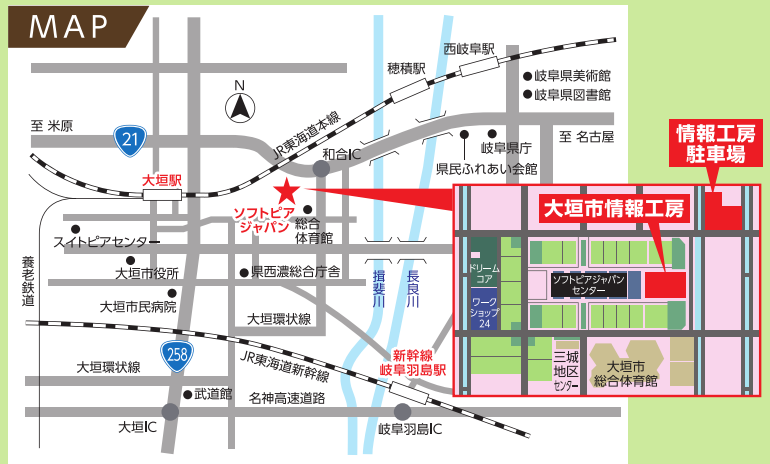 MAP
西岐阜駅
穂積駅
岐阜県美術館
岐阜県図書館
N
至 米原
21
JR東海道本線
和合IC
岐阜県庁
県民ふれあい会館
至 名古屋
情報工房
駐車場
大垣駅
ソフトピア
ジャパン
総合
体育館
大垣市情報工房
スイトピアセンター
大垣市役所
県西濃総合庁舎
養老鉄道
揖斐川
長良川
ドリーム
コア
ソフトピアジャパン
センター
ワーク
ショップ
24
大垣市民病院
大垣環状線
258
JR東海道新幹線
新幹線
岐阜羽島駅
三城
地区
センター
大垣市
総合体育館
大垣環状線
武道館
名神高速道路
大垣IC
岐阜羽島IC